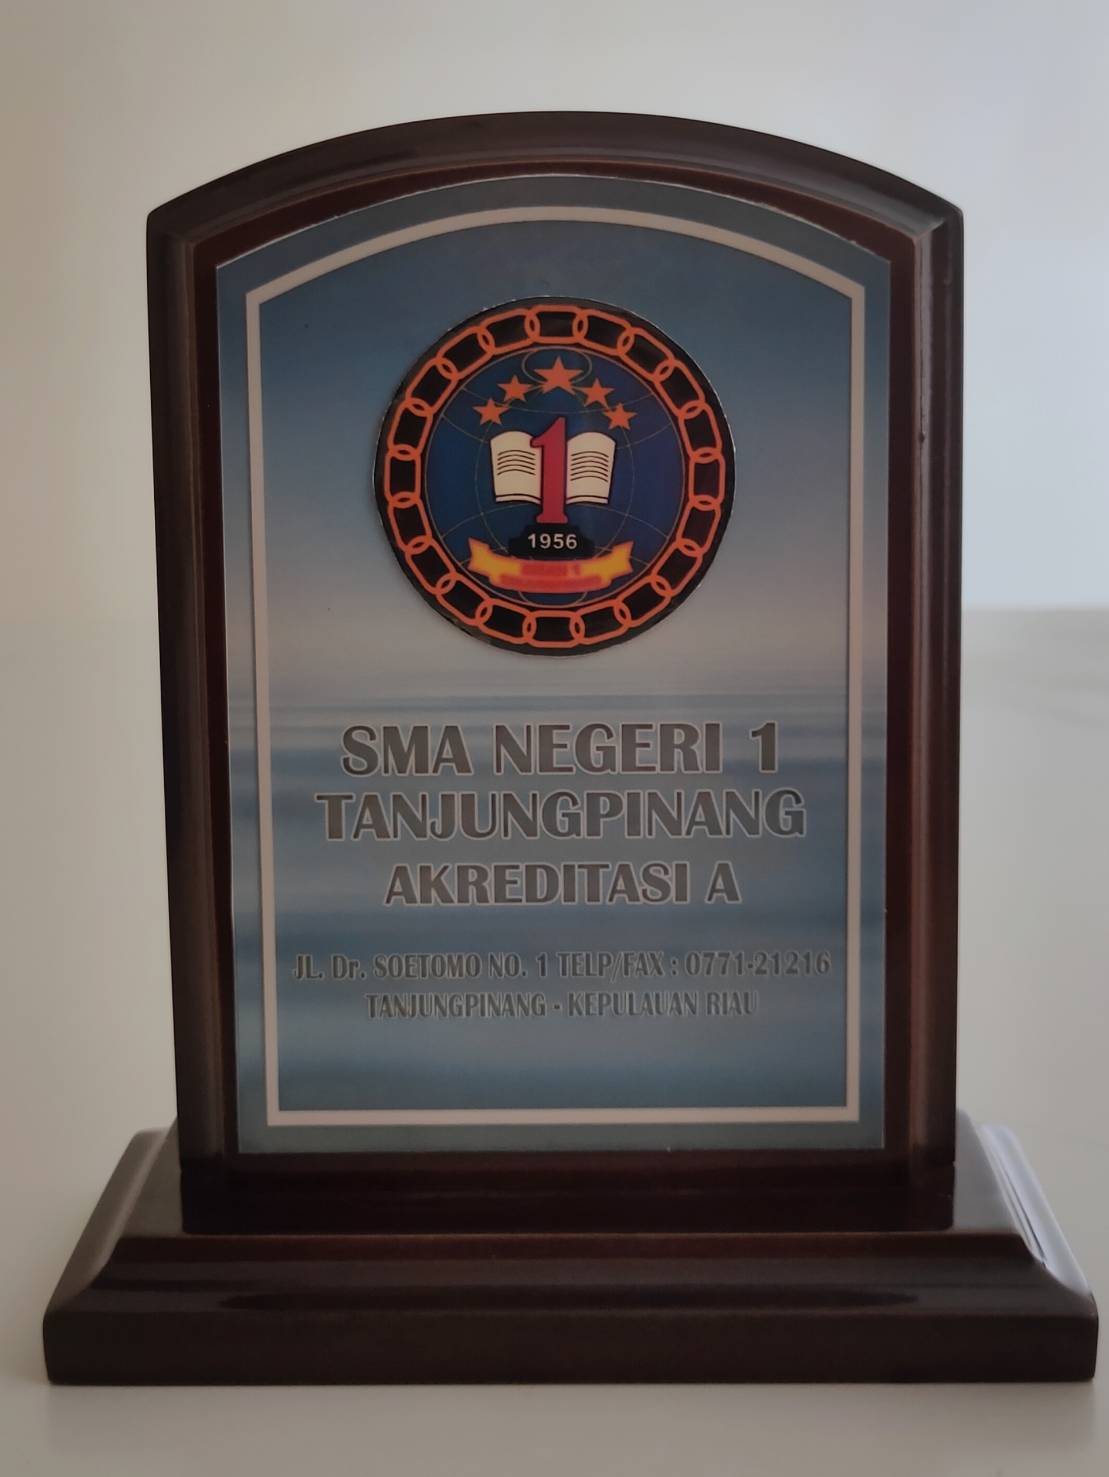 1
1956
SMA NEGERI 1
TANJUNGPINANG
AKREDITASI A
JL. Dr. SOETOMO NO. 1 TELP/FAX : 0771-21216
TANJUNGPINANG - KEPULAUAN RIAU